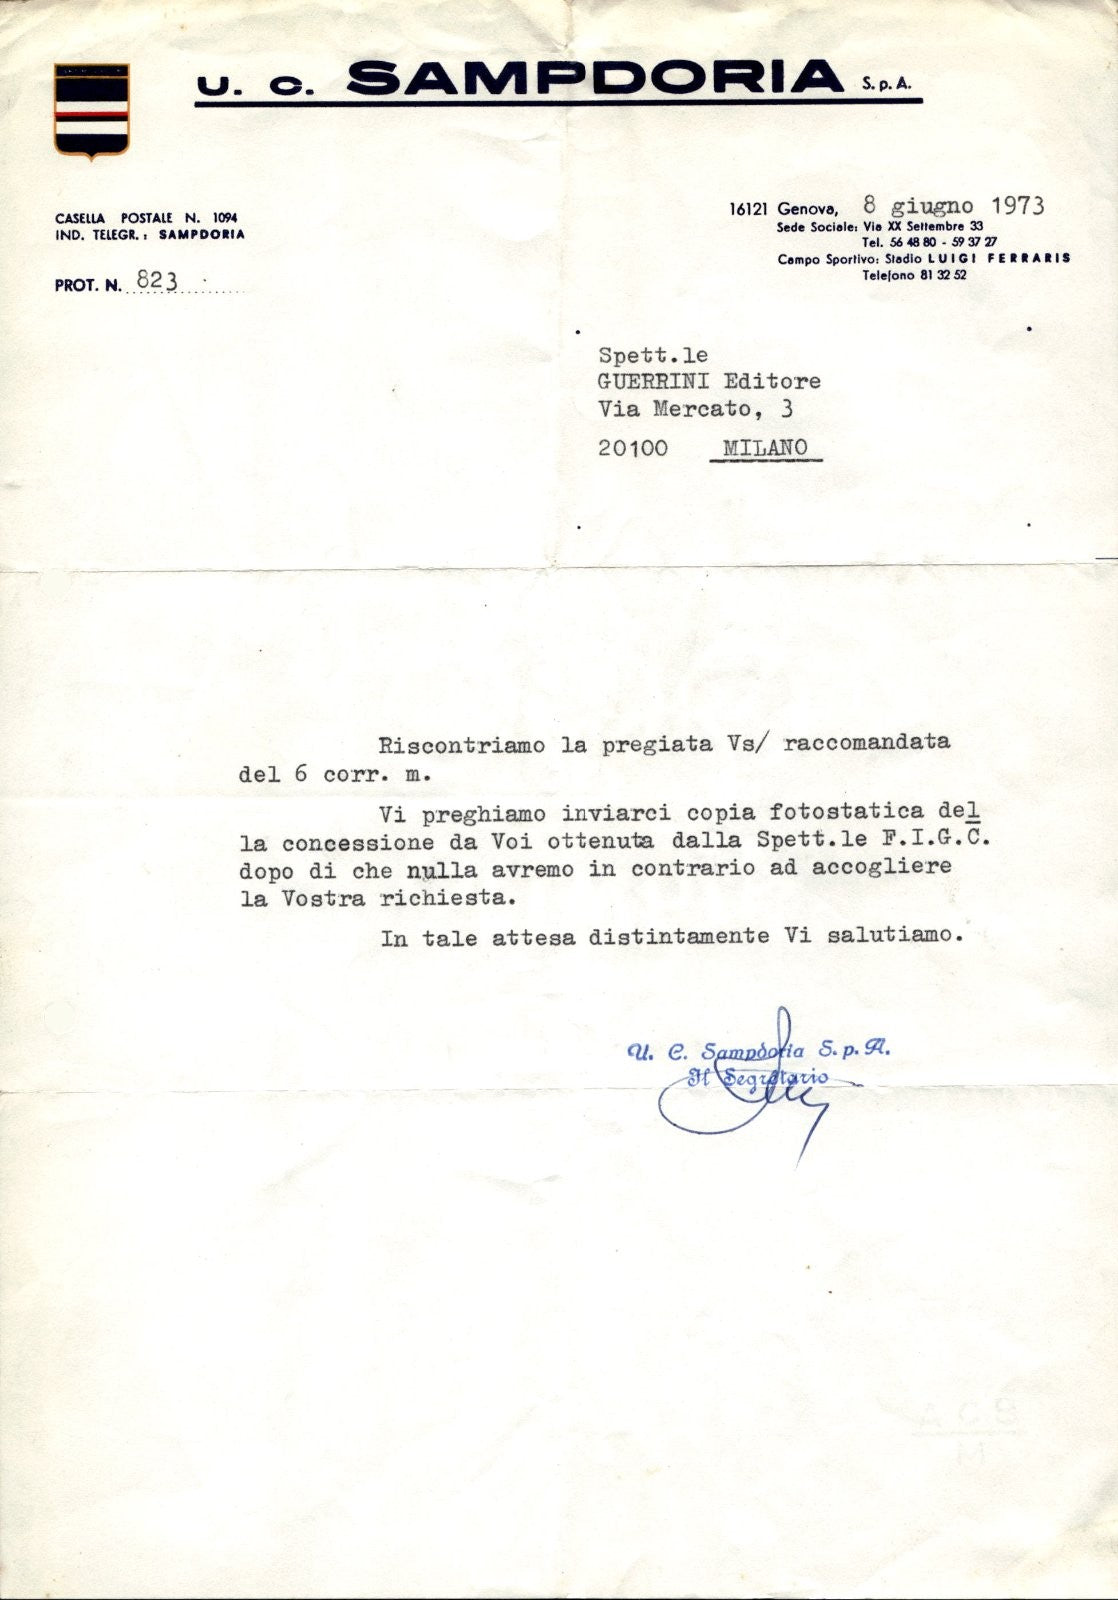 U. C. SAMPDORIA S.p.A.
CASELLA POSTALE N. 1094
IND. TELEGR.: SAMPDORIA
PROT. N. 823
16121 Genova, 8 giugno 1973
Sede Sociale: Via XX Settembre 33
Tel. 56 48 80 - 59 37 27
Campo Sportivo: Stadio LUIGI FERRARIS
Telefono 81 32 52
Spett.le
GUERRINI Editore
Via Mercato, 3
20100 MILANO
Riscontriamo la pregiata Vs/ raccomandata
del 6 corr. m.
Vi preghiamo inviarci copia fotostatica del
la concessione da Voi ottenuta dalla Spett.le F.I.G.C.
dopo di che nulla avremo in contrario ad accogliere
la Vostra richiesta.
In tale attesa distintamente Vi salutiamo.
U. C. Sampdoria S. p. A.
Il Segretario